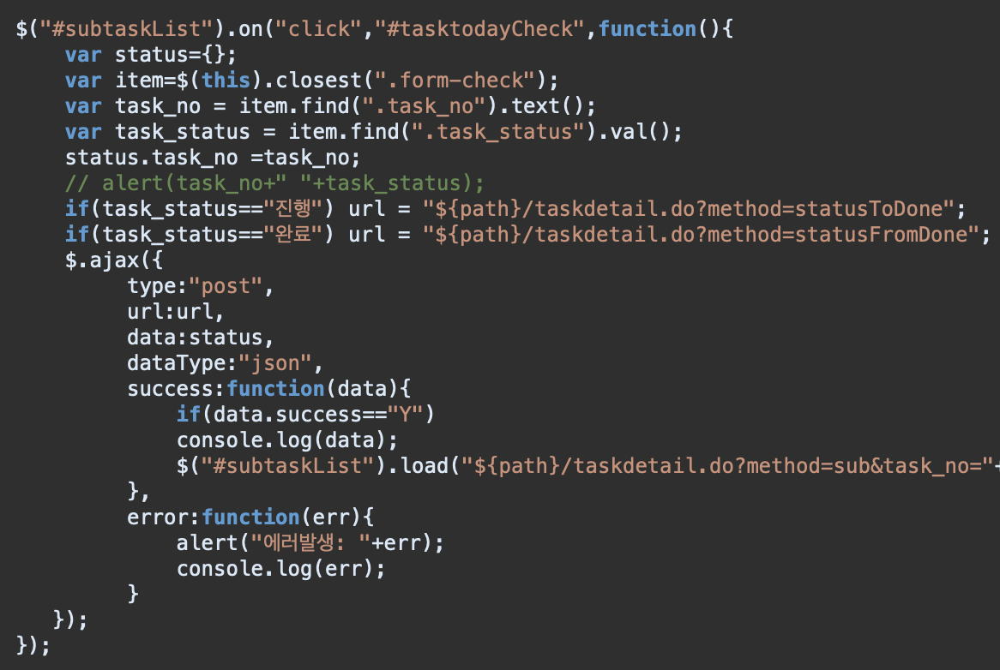 $("#subtaskList").on("click","#tasktodayCheck",function(){
    var status={};
    var item=$(this).closest(".form-check");
    var task_no = item.find(".task_no").text();
    var task_status = item.find(".task_status").val();
    status.task_no =task_no;
    // alert(task_no+" "+task_status);
    if(task_status=="진행") url = "${path}/taskdetail.do?method=statusToDone";
    if(task_status=="완료") url = "${path}/taskdetail.do?method=statusFromDone";
    $.ajax({
         type:"post",
         url:url,
         data:status,
         dataType:"json",
         success:function(data){
             if(data.success=="Y")
             console.log(data);
             $("#subtaskList").load("${path}/taskdetail.do?method=sub&task_no="+
         },
         error:function(err){
             alert("에러발생: "+err);
             console.log(err);
         }
   });
});